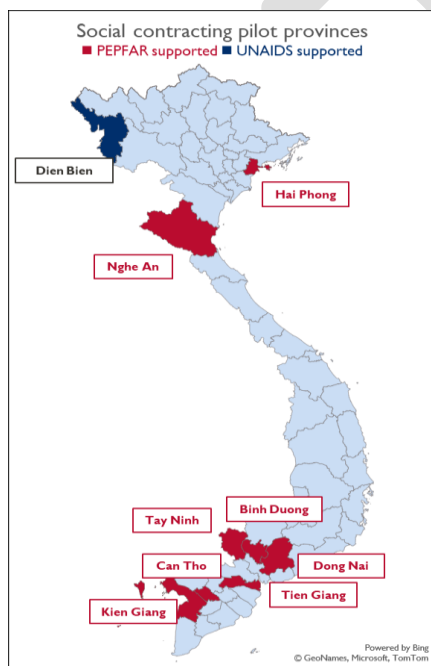 Social contracting pilot provinces
PEPFAR supported UNAIDS supported
Dien Bien
Hai Phong
Nghe An
Binh Duong
Tay Ninh
Can Tho
Dong Nai
Tien Giang
Kien Giang
Powered by Bing
© GeoNames, Microsoft, TomTom